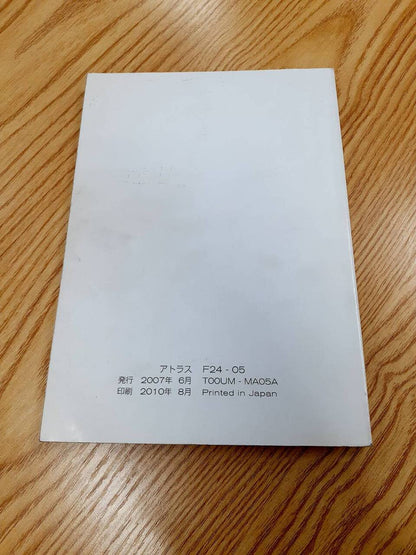 アトラス F24 - 05
発行 2007年 6月 T00UM - MA05A
印刷 2010年 8月 Printed in Japan